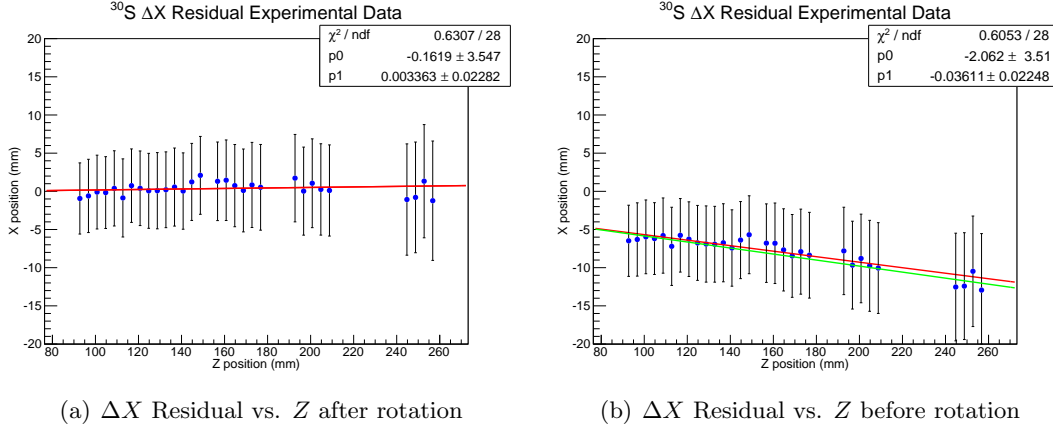 ³⁰S ΔX Residual Experimental Data
χ² / ndf 0.6307 / 28
p0 -0.1619 ± 3.547
p1 0.003363 ± 0.02282
X position (mm)
20
15
10
5
0
-5
-10
-15
-20
80 100 120 140 160 180 200 220 240 260
Z position (mm)
(a) ΔX Residual vs. Z after rotation
³⁰S ΔX Residual Experimental Data
χ² / ndf 0.6053 / 28
p0 -2.062 ± 3.51
p1 -0.03611 ± 0.02248
X position (mm)
20
15
10
5
0
-5
-10
-15
-20
80 100 120 140 160 180 200 220 240 260
Z position (mm)
(b) ΔX Residual vs. Z before rotation